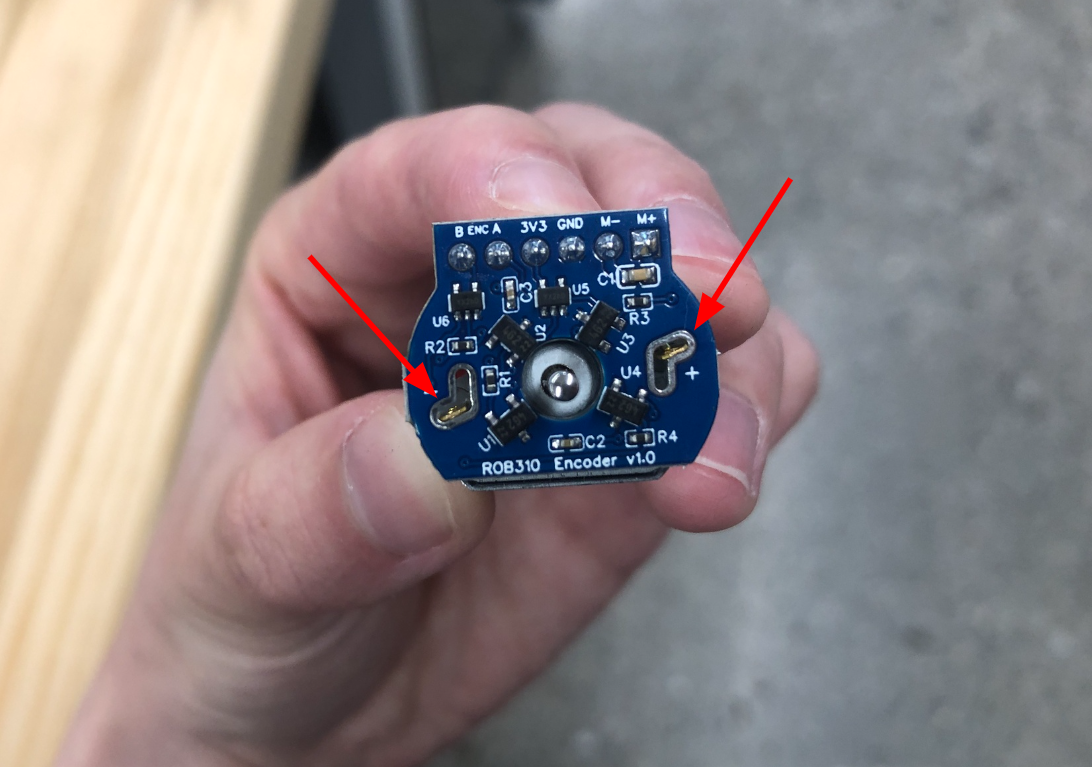 B ENC A 3V3 GND M- M+
C1
C3 U5
U6 R3
U2
R2 U3
R1 U4 +
-
U1
C2 R4
ROB310 Encoder v1.0